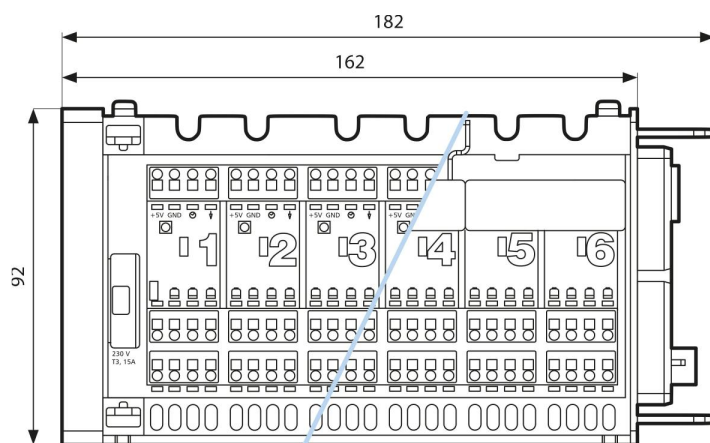 182
162
92
+5V GND
+5V GND
+5V GND
+5V GND
1 2 3 4 5 6
230 V
T3, 15A